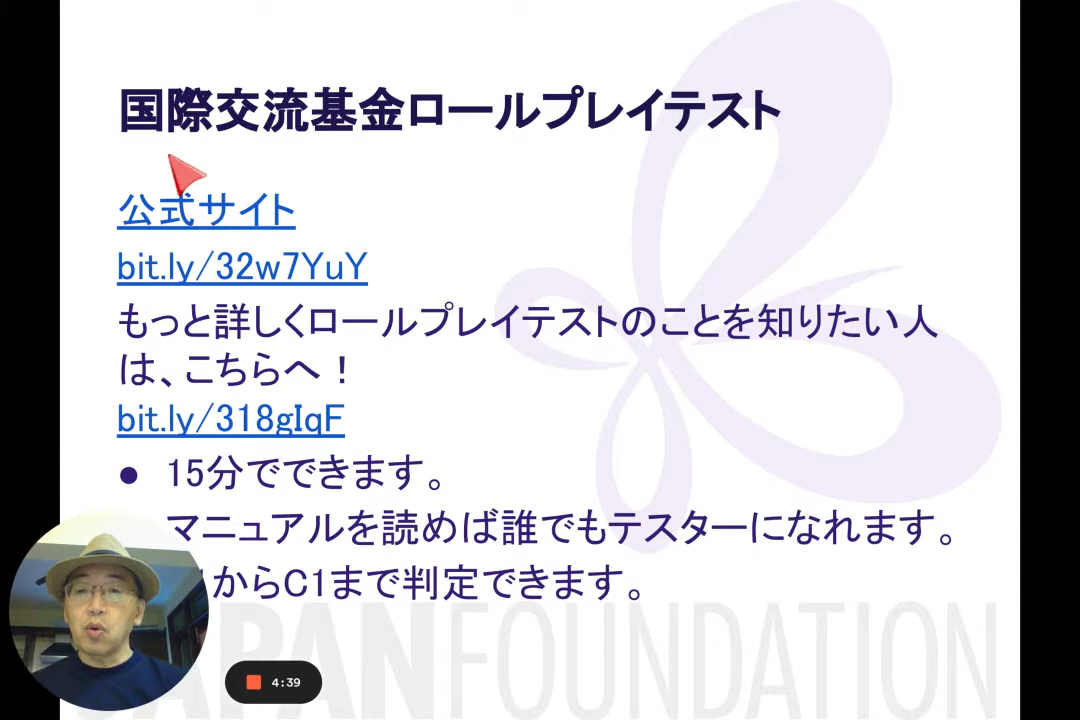 国際交流基金ロールプレイテスト
公式サイト
bit.ly/32w7YuY
もっと詳しくロールプレイテストのことを知りたい人
は、こちらへ！
bit.ly/318gIqF
● 15分でできます。
マニュアルを読めば誰でもテスターになれます。
1からC1まで判定できます。
JAPANFOUNDATION
4:39